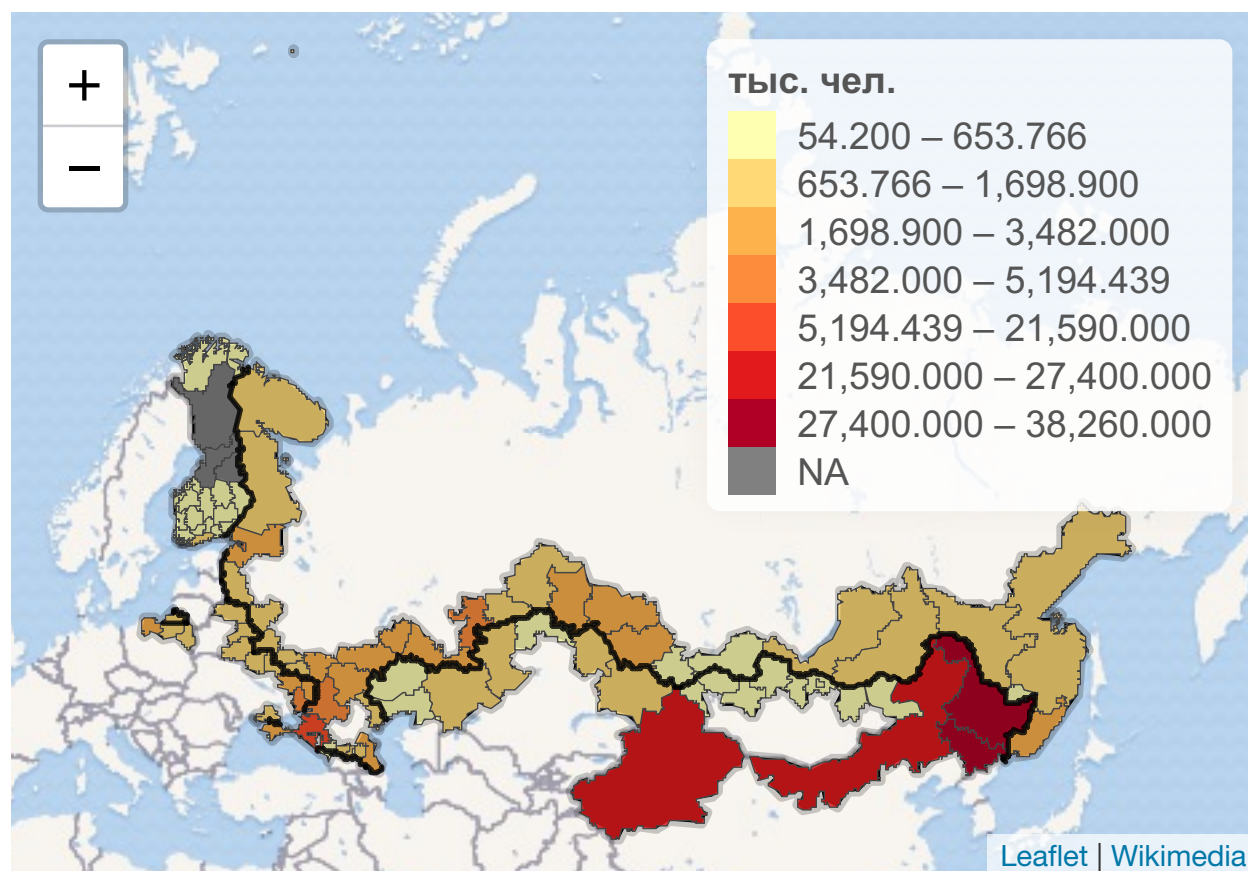 +
−
тыс. чел.
54.200 – 653.766
653.766 – 1,698.900
1,698.900 – 3,482.000
3,482.000 – 5,194.439
5,194.439 – 21,590.000
21,590.000 – 27,400.000
27,400.000 – 38,260.000
NA
Leaflet | Wikimedia